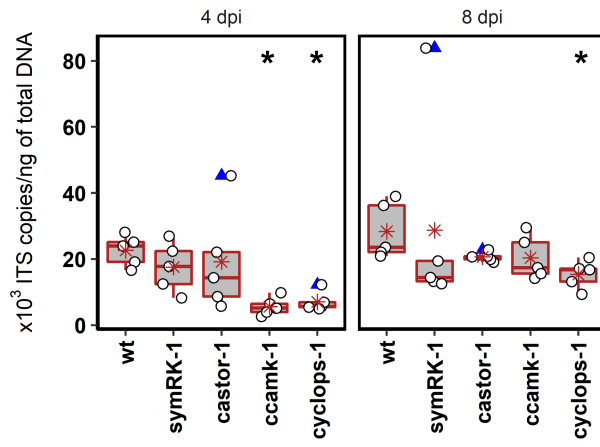 4 dpi
8 dpi
x10³ ITS copies/ng of total DNA
80
60
40
20
0
* *
*
wt
symRK-1
castor-1
ccamk-1
cyclops-1
wt
symRK-1
castor-1
ccamk-1
cyclops-1